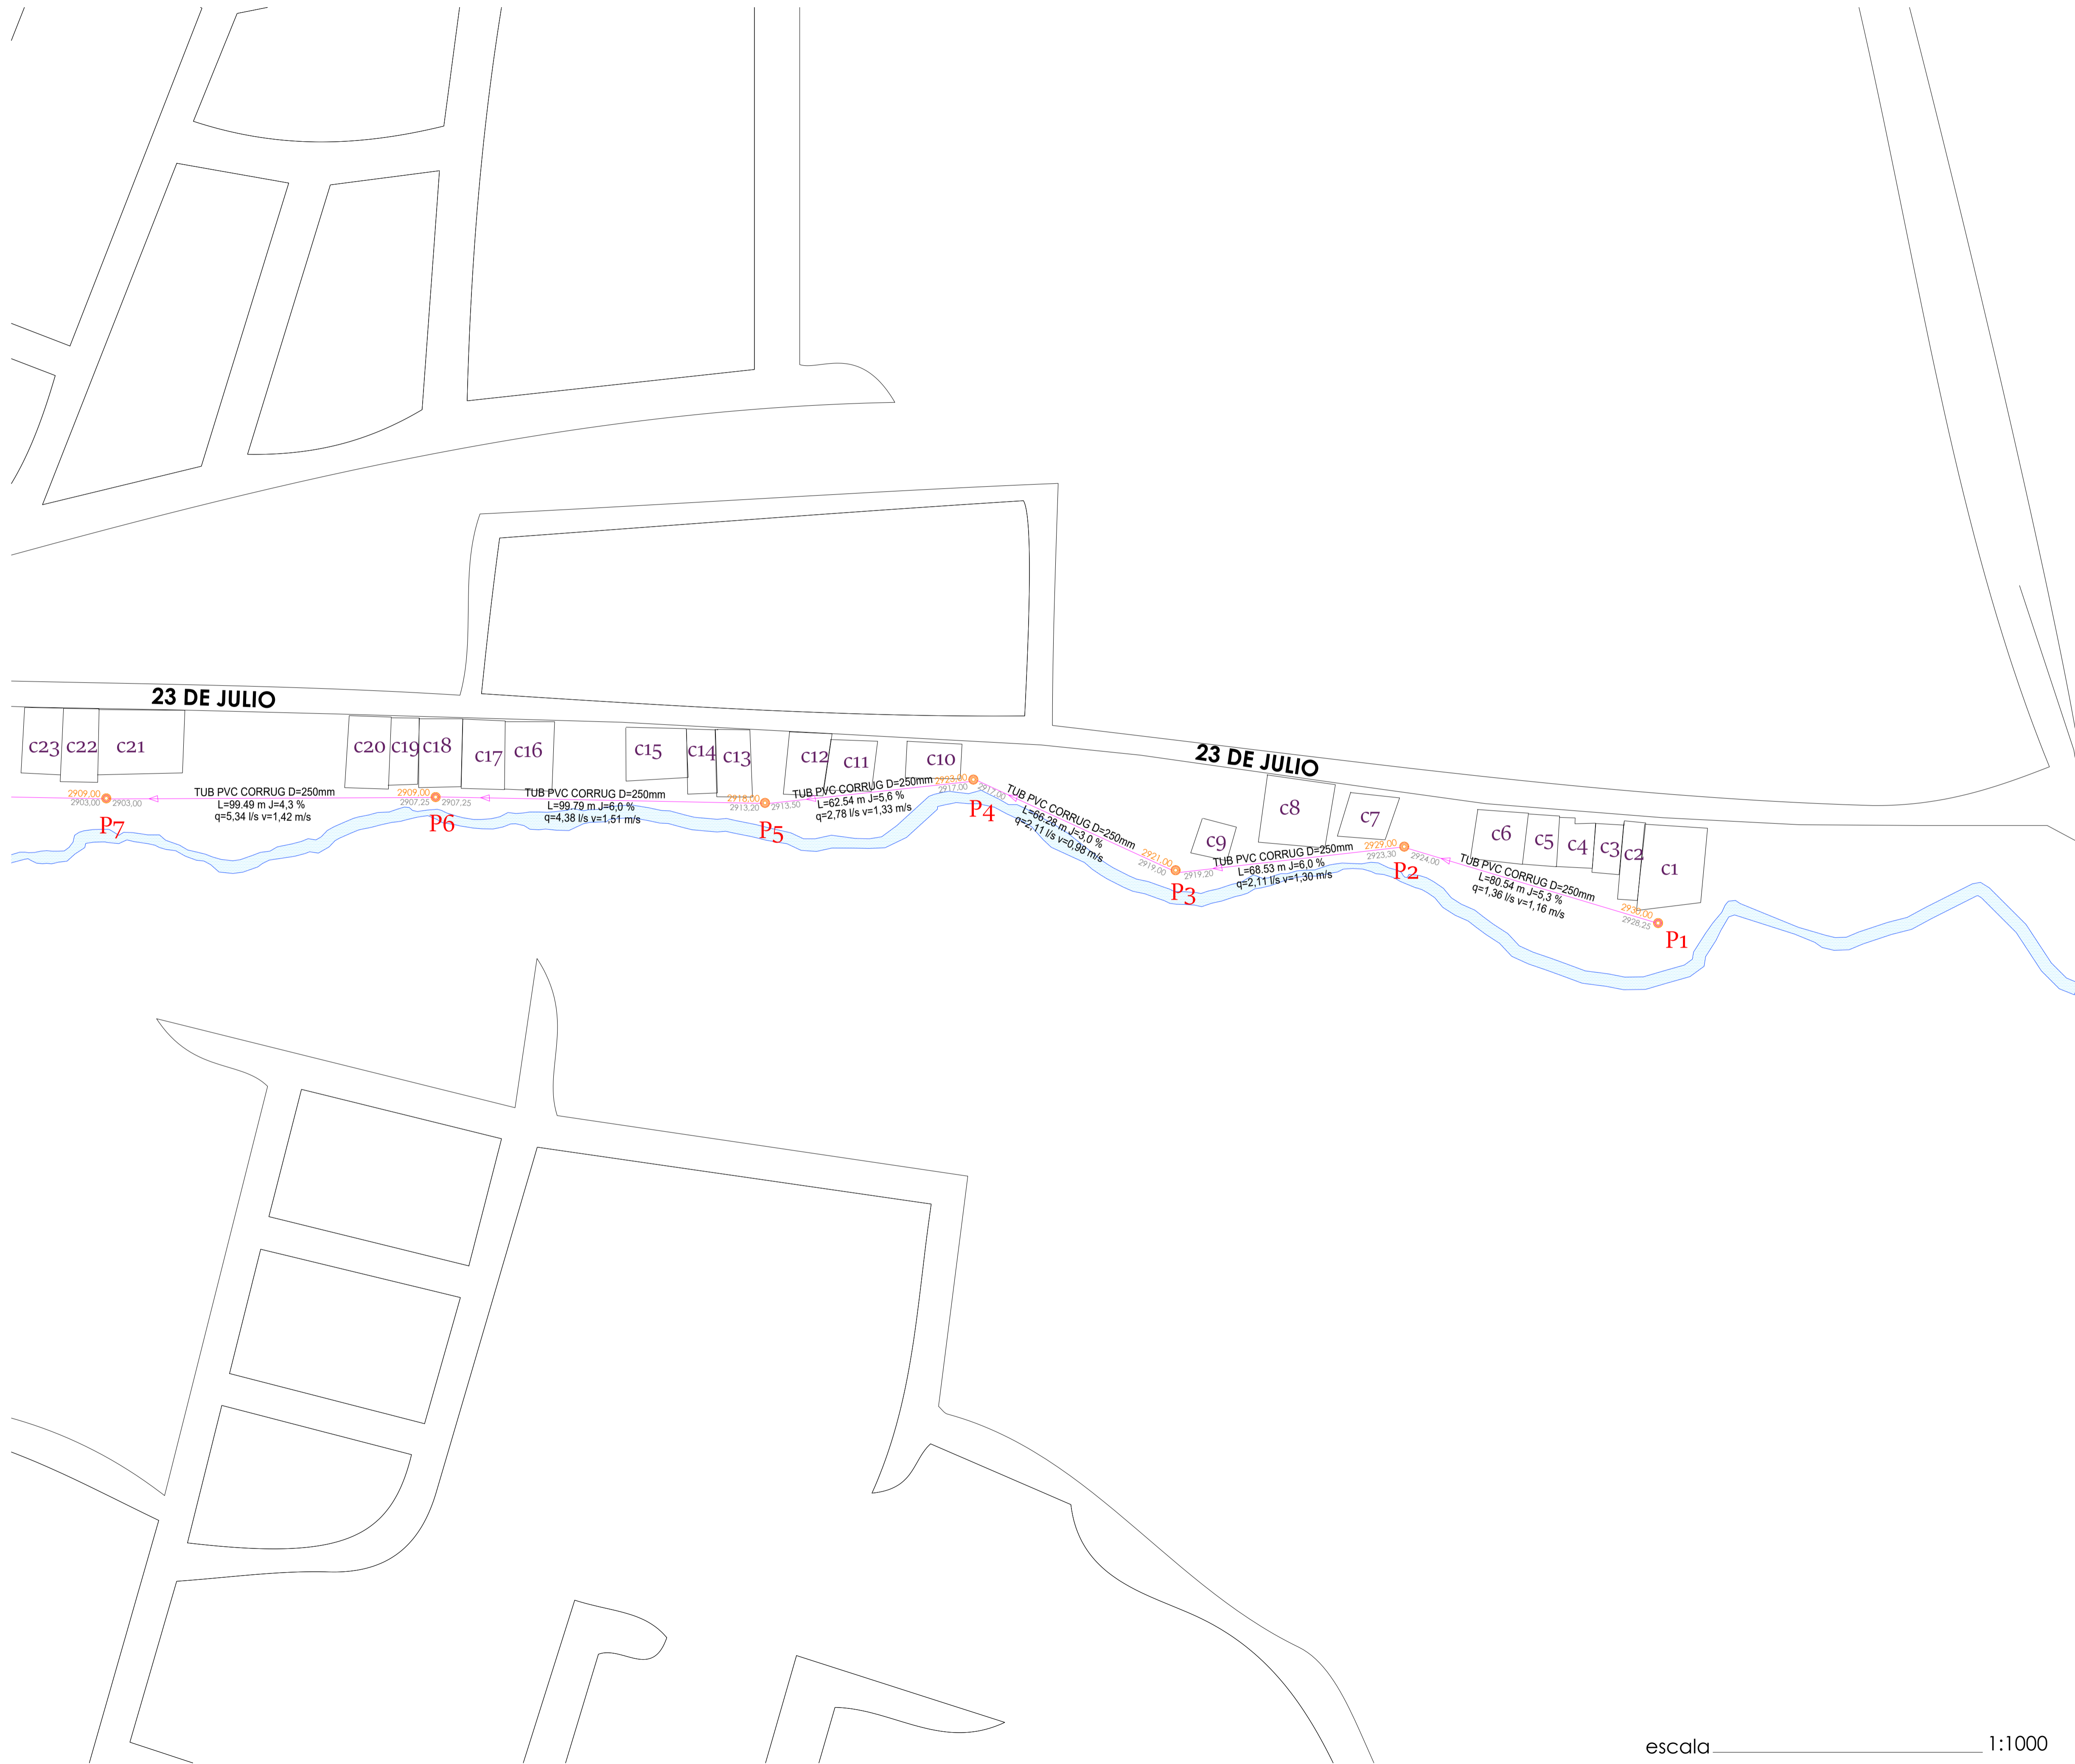 23 DE JULIO
23 DE JULIO
c23 c22 c21 c20 c19 c18 c17 c16 c15 c14 c13 c12 c11 c10
c9 c8 c7 c6 c5 c4 c3 c2 c1
2909.00
2903,00 2903,00
P7
TUB PVC CORRUG D=250mm
L=99.49 m J=4,3 %
q=5,34 l/s v=1,42 m/s
2909.00
2907,25 2907,25
P6
TUB PVC CORRUG D=250mm
L=99.79 m J=6,0 %
q=4,38 l/s v=1,51 m/s
2918.00
2913,20 2913,50
P5
TUB PVC CORRUG D=250mm
L=62.54 m J=5,6 %
q=2,78 l/s v=1,33 m/s
2923.00
2917,00 2917,00
P4
TUB PVC CORRUG D=250mm
L=66.28 m J=3,0 %
q=2,11 l/s v=0,98 m/s
2921.00
2919,00 2919,20
P3
TUB PVC CORRUG D=250mm
L=68.53 m J=6,0 %
q=2,11 l/s v=1,30 m/s
2929.00
2923,30 2924,00
P2
TUB PVC CORRUG D=250mm
L=80.54 m J=5,3 %
q=1,36 l/s v=1,16 m/s
2928,25
P1
escala 1:1000